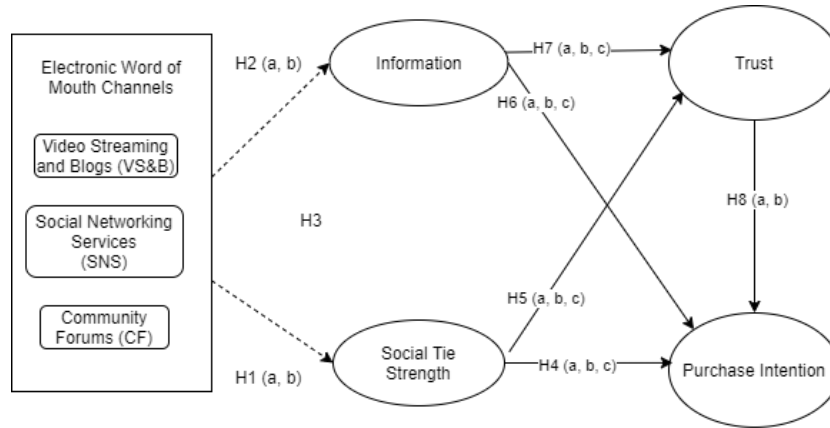 Electronic Word of
Mouth Channels
Video Streaming
and Blogs (VS&B)
Social Networking
Services
(SNS)
Community
Forums (CF)
H2 (a, b)
H3
H1 (a, b)
Information
Social Tie
Strength
H7 (a, b, c)
H6 (a, b, c)
H5 (a, b, c)
H4 (a, b, c)
Trust
H8 (a, b)
Purchase Intention